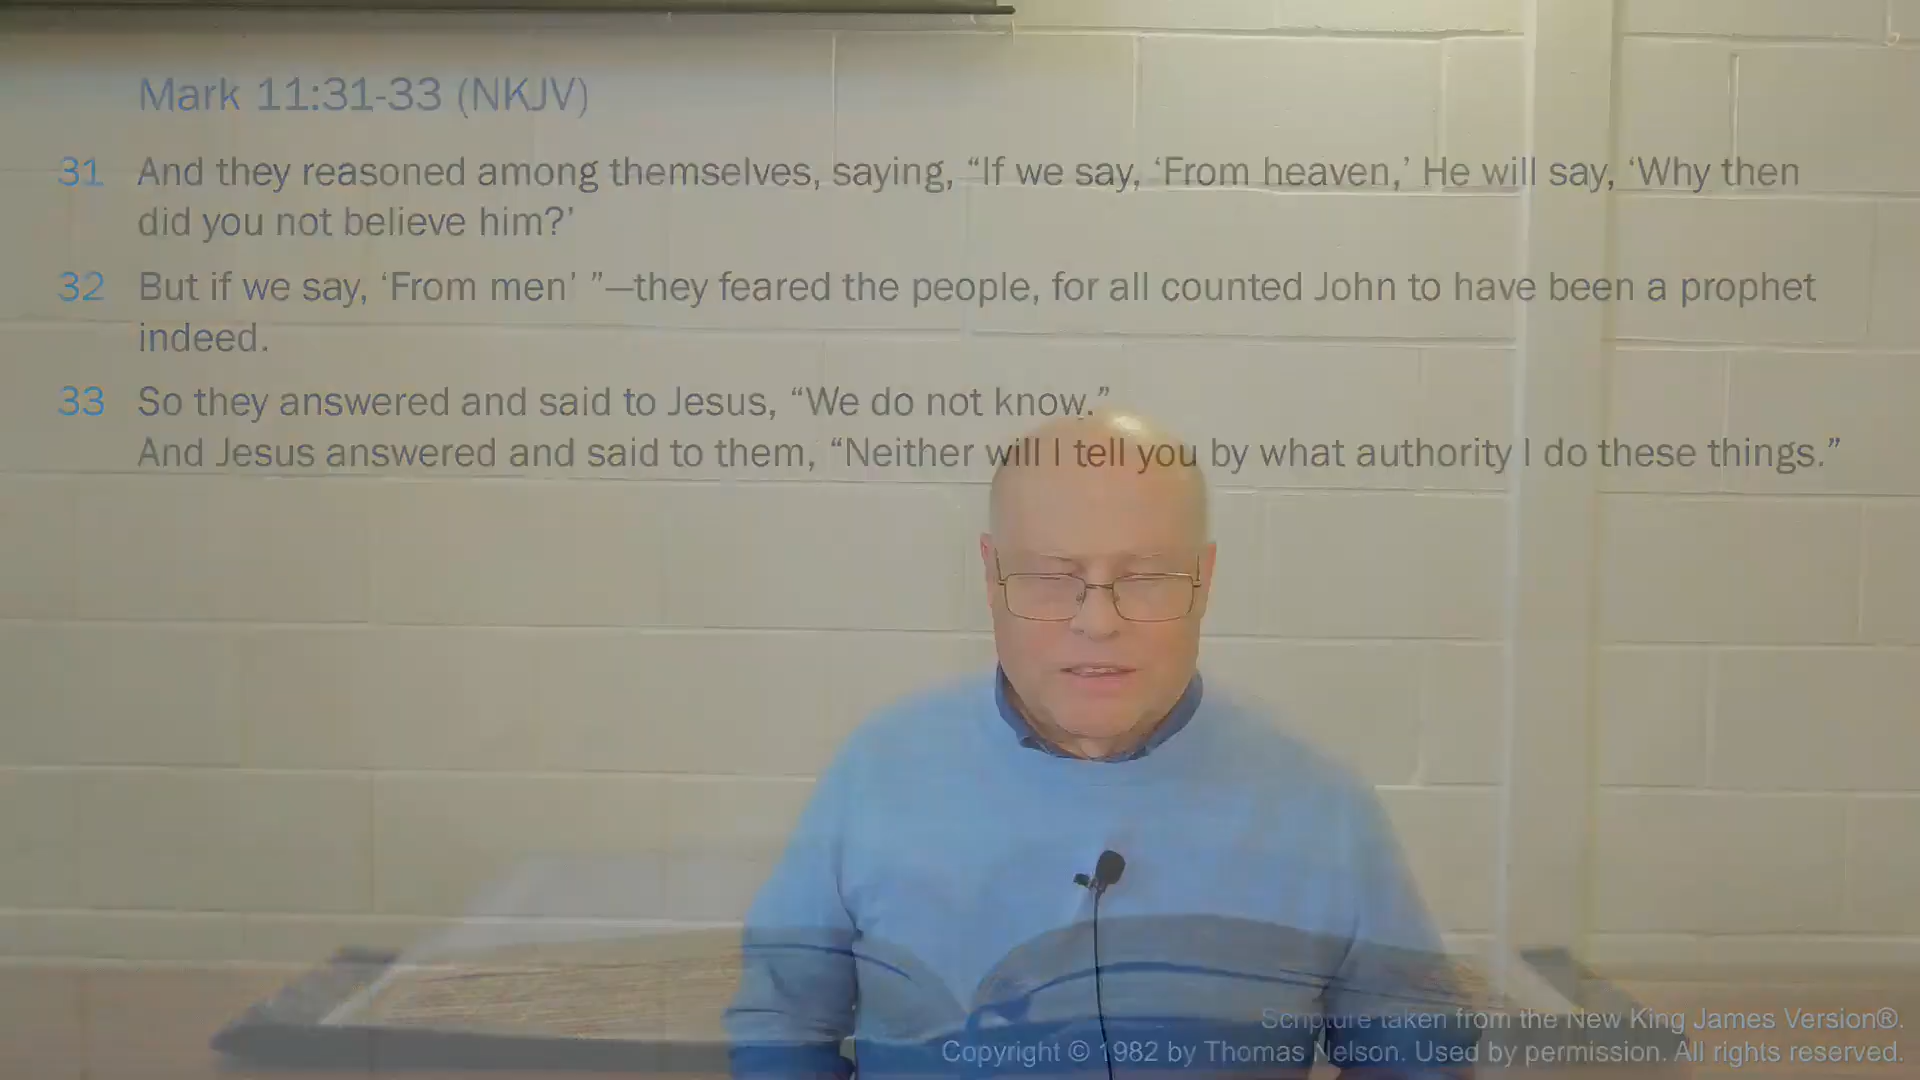 Mark 11:31-33 (NKJV)
31 And they reasoned among themselves, saying, “If we say, ‘From heaven,’ He will say, ‘Why then
did you not believe him?’
32 But if we say, ‘From men’ ”—they feared the people, for all counted John to have been a prophet
indeed.
33 So they answered and said to Jesus, “We do not know.”
And Jesus answered and said to them, “Neither will I tell you by what authority I do these things.”
Scripture taken from the New King James Version®.
Copyright © 1982 by Thomas Nelson. Used by permission. All rights reserved.